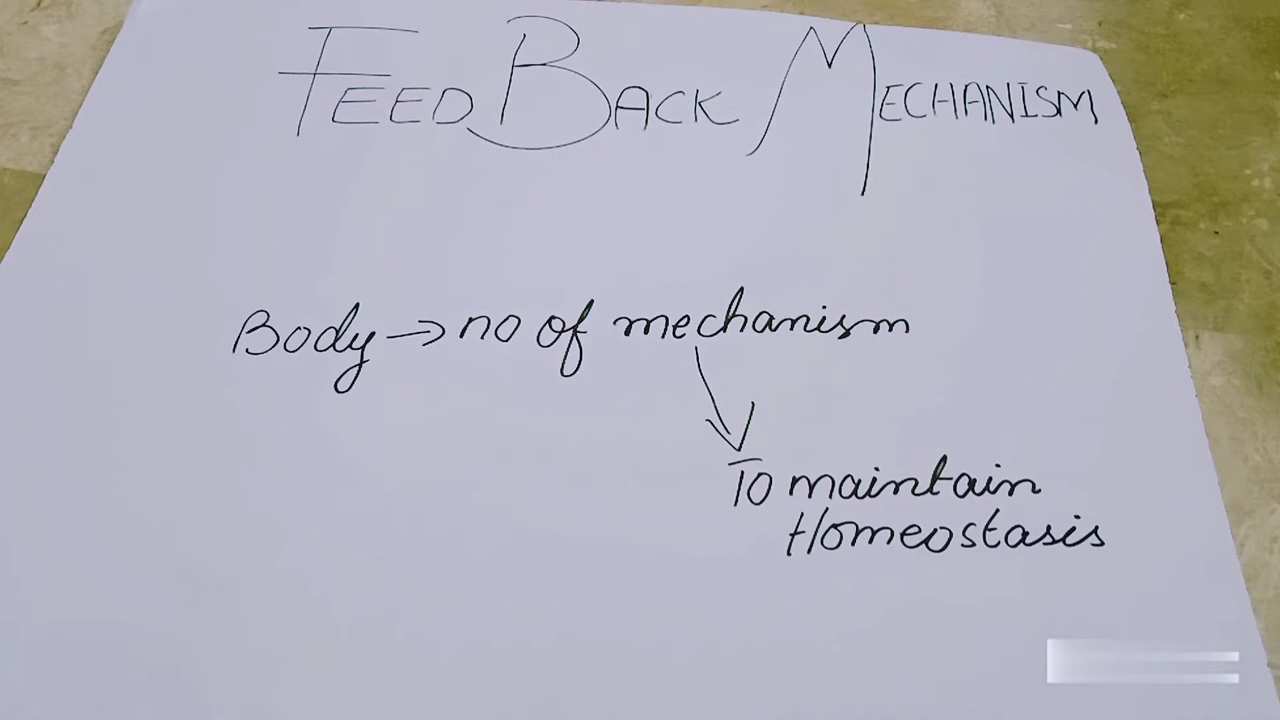 FEEDBACK MECHANISM
Body → no of mechanism
To maintain
Homeostasis